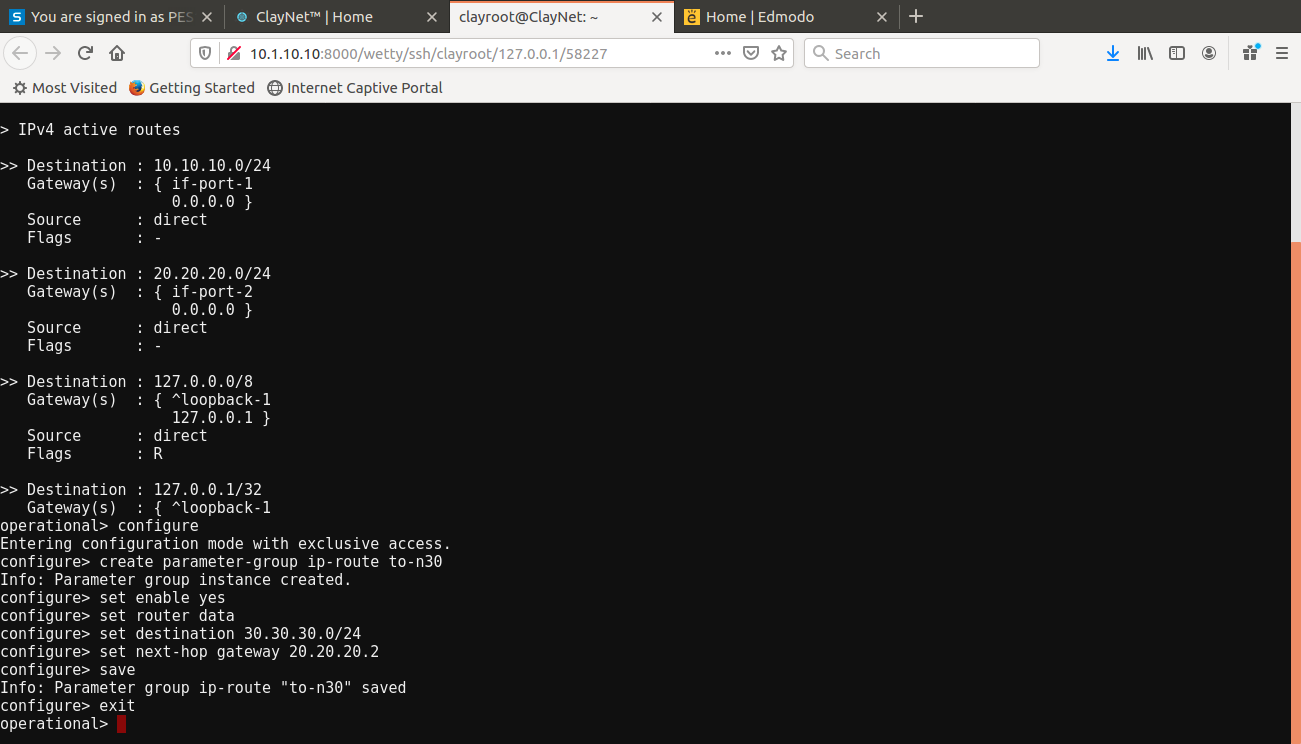 You are signed in as PES
ClayNet™ | Home
clayroot@ClayNet: ~
Home | Edmodo
10.1.10.10:8000/wetty/ssh/clayroot/127.0.0.1/58227
Search
Most Visited
Getting Started
Internet Captive Portal
> IPv4 active routes
>> Destination : 10.10.10.0/24
Gateway(s)  : { if-port-1
0.0.0.0 }
Source      : direct
Flags       : -
>> Destination : 20.20.20.0/24
Gateway(s)  : { if-port-2
0.0.0.0 }
Source      : direct
Flags       : -
>> Destination : 127.0.0.0/8
Gateway(s)  : { ^loopback-1
127.0.0.1 }
Source      : direct
Flags       : R
>> Destination : 127.0.0.1/32
Gateway(s)  : { ^loopback-1
operational> configure
Entering configuration mode with exclusive access.
configure> create parameter-group ip-route to-n30
Info: Parameter group instance created.
configure> set enable yes
configure> set router data
configure> set destination 30.30.30.0/24
configure> set next-hop gateway 20.20.20.2
configure> save
Info: Parameter group ip-route "to-n30" saved
configure> exit
operational>